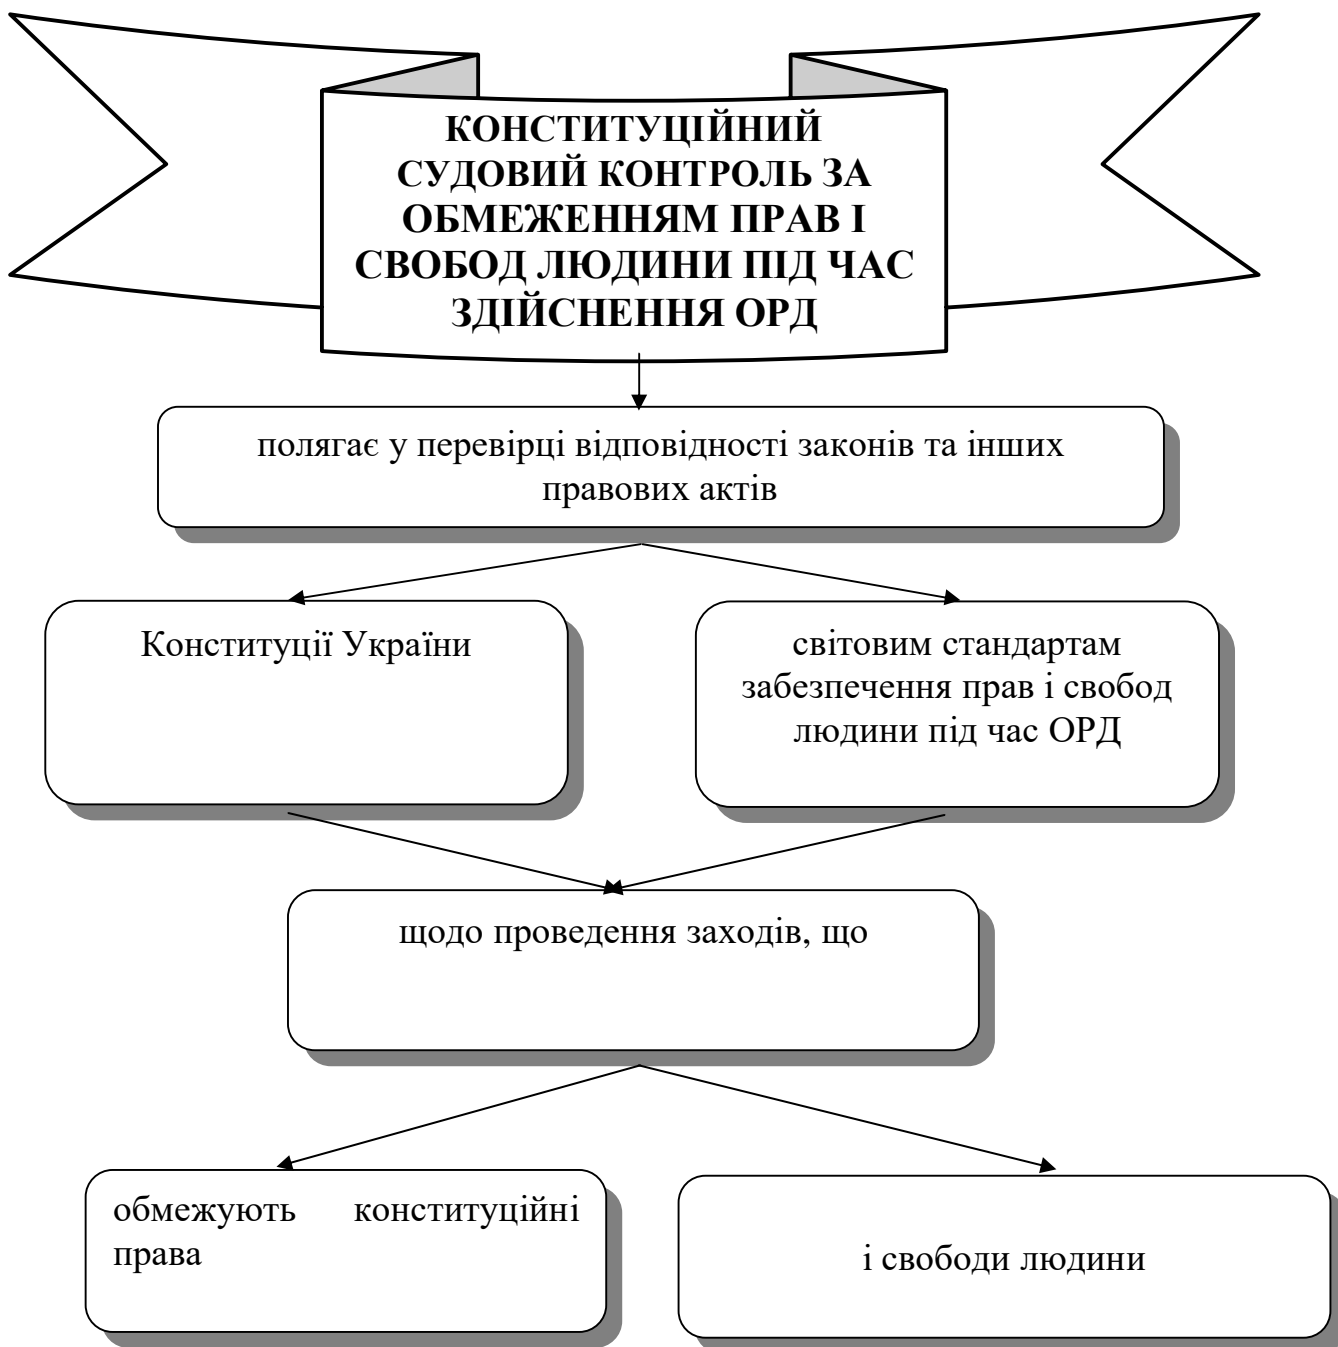 КОНСТИТУЦІЙНИЙ
СУДОВИЙ КОНТРОЛЬ ЗА
ОБМЕЖЕННЯМ ПРАВ І
СВОБОД ЛЮДИНИ ПІД ЧАС
ЗДІЙСНЕННЯ ОРД
полягає у перевірці відповідності законів та інших
правових актів
Конституції України
світовим стандартам
забезпечення прав і свобод
людини під час ОРД
щодо проведення заходів, що
обмежують конституційні
права
і свободи людини